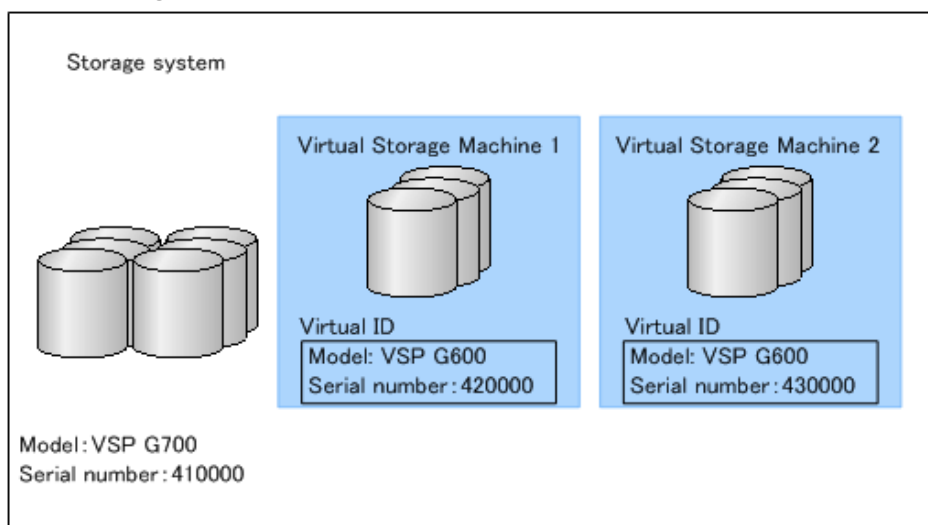 Storage system
Virtual Storage Machine 1
Virtual ID
Model: VSP G600
Serial number:420000
Virtual Storage Machine 2
Virtual ID
Model: VSP G600
Serial number:430000
Model:VSP G700
Serial number:410000